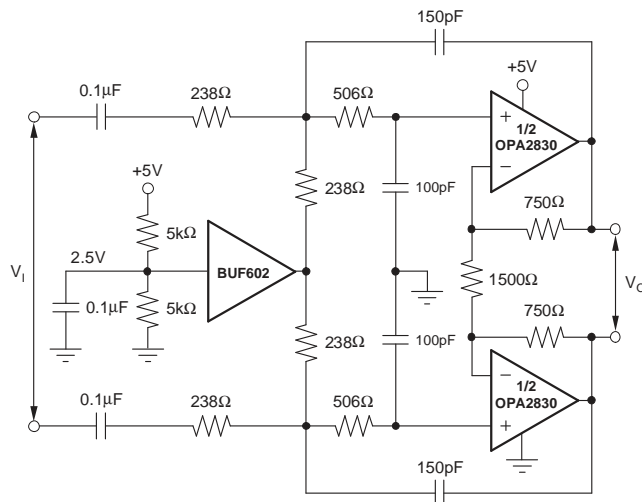 150pF
+5V
0.1μF
238Ω
506Ω
1/2
OPA2830
+
−
+5V
238Ω
100pF
750Ω
5kΩ
2.5V
BUF602
V_I
1500Ω
V_O
0.1μF
5kΩ
238Ω
100pF
750Ω
0.1μF
238Ω
506Ω
−
1/2
OPA2830
+
150pF